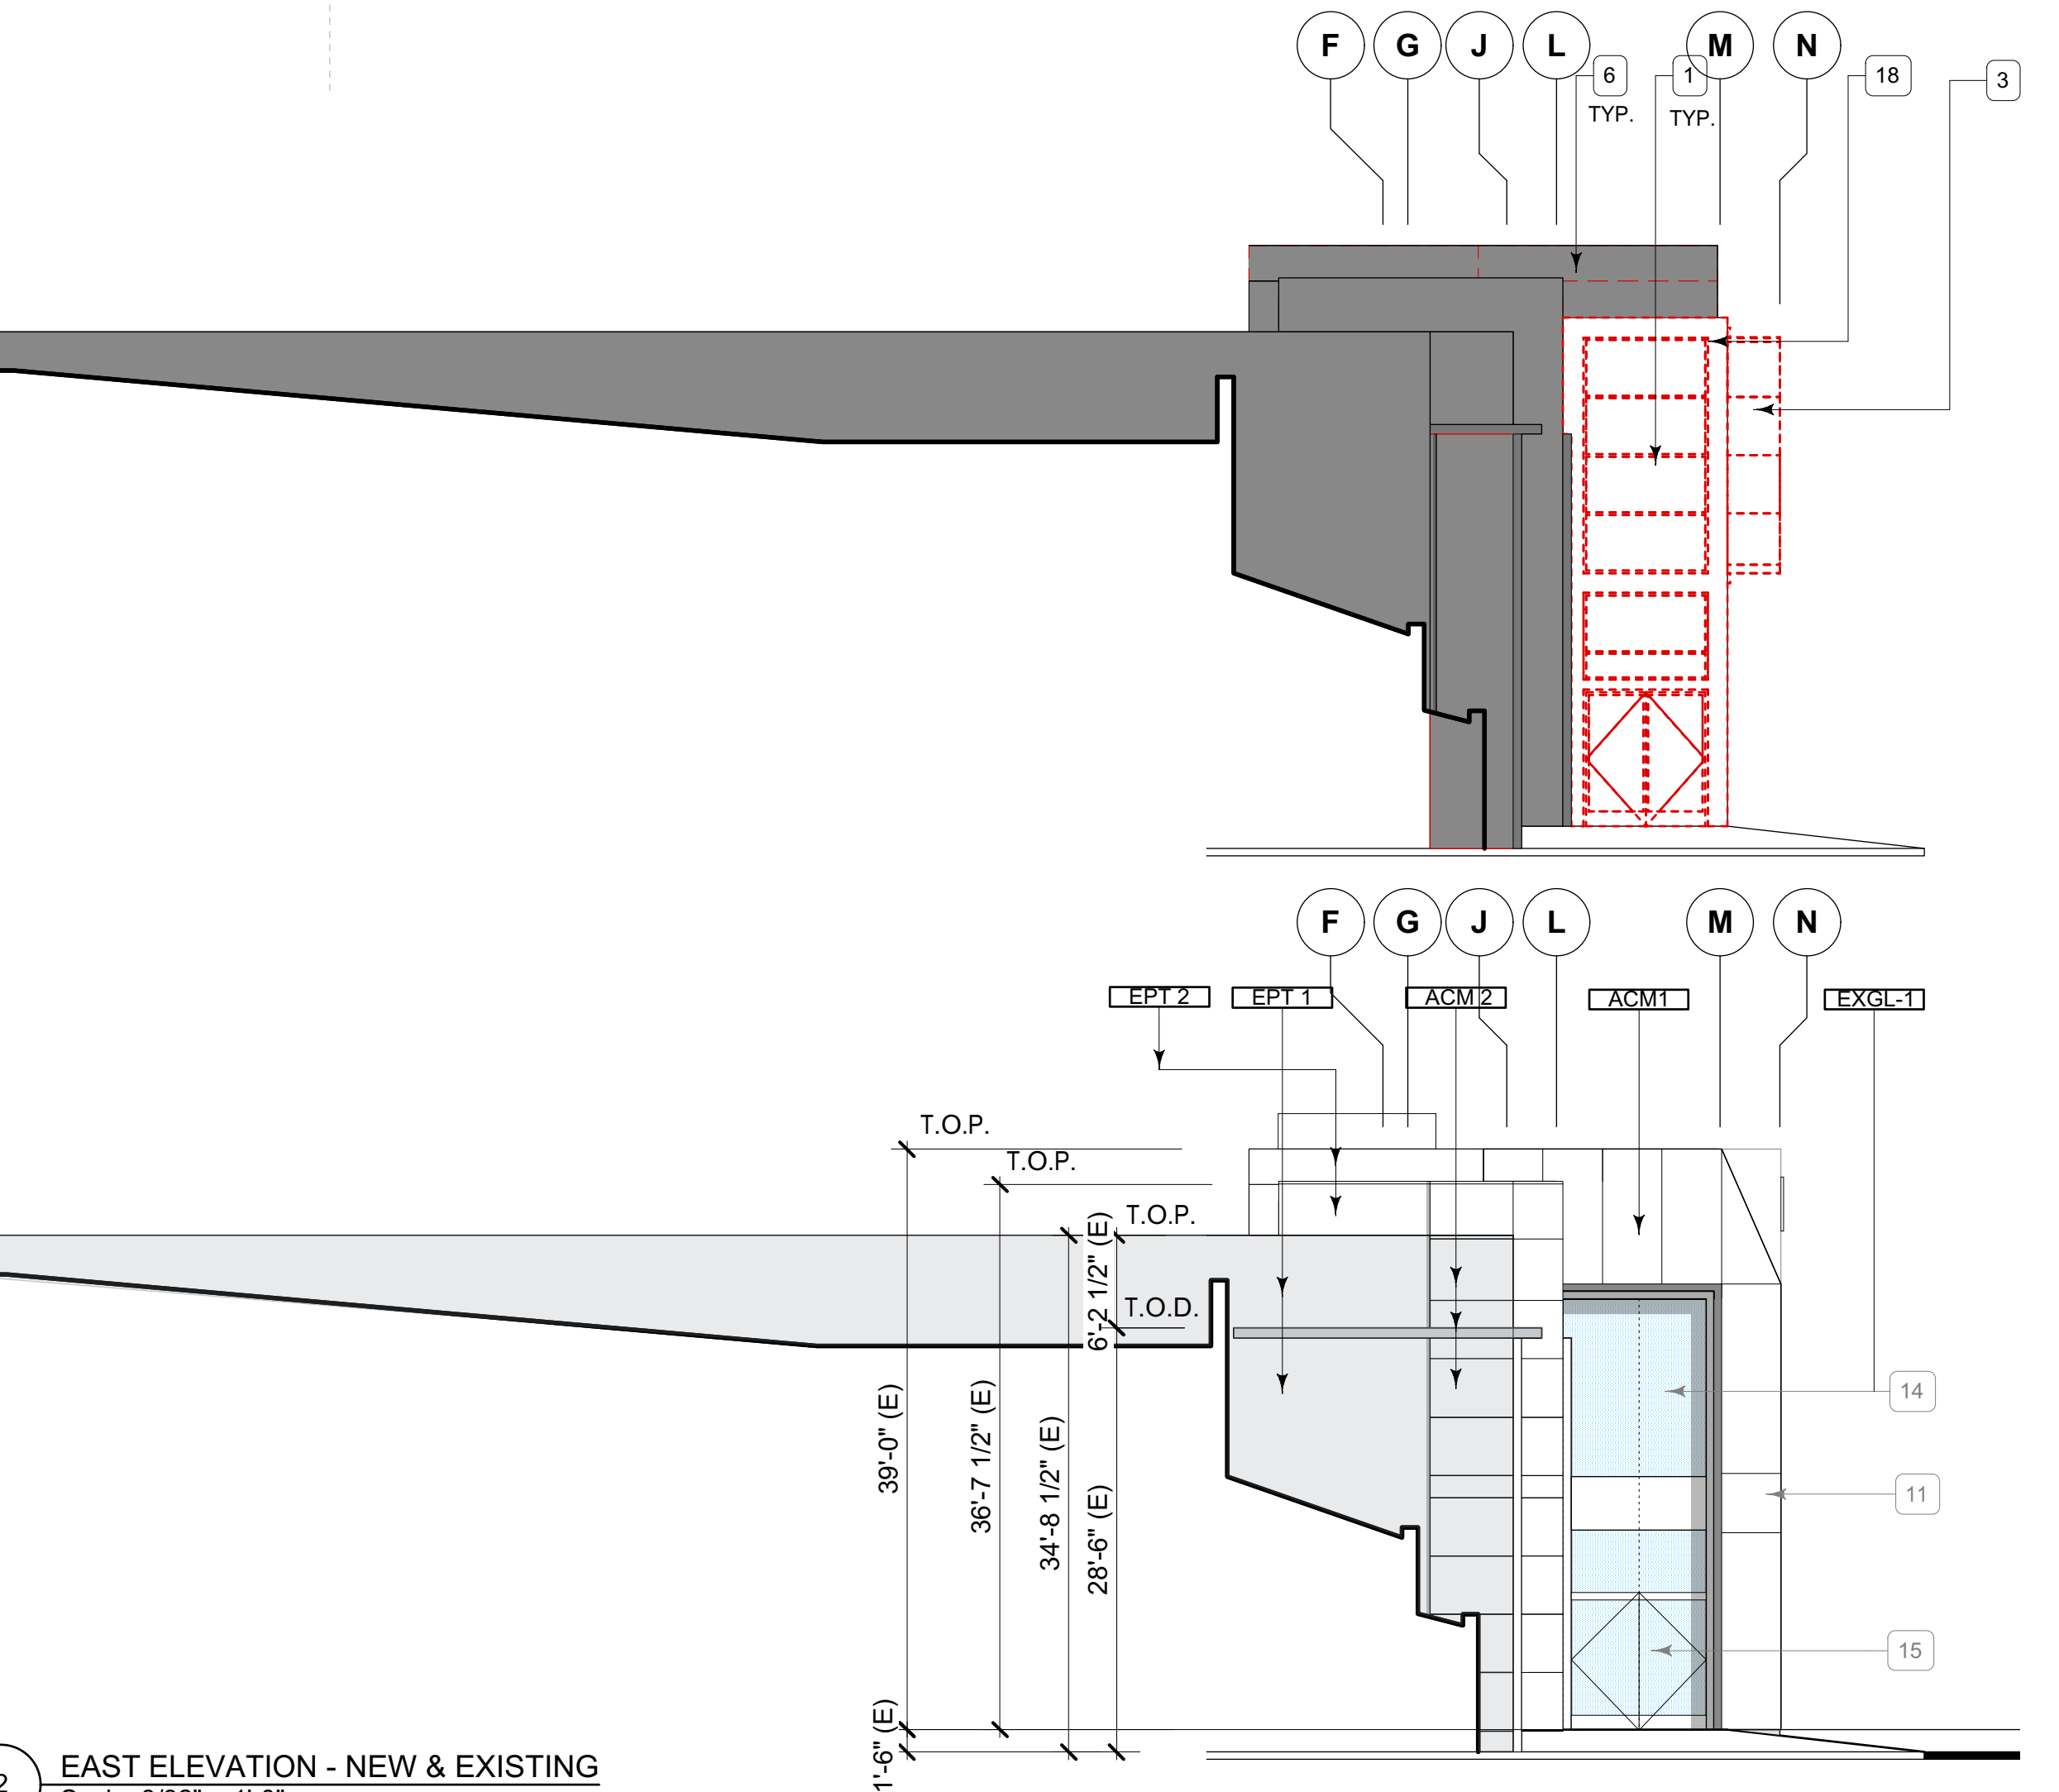 F G J L M N
6 1 18 3
TYP. TYP.
F G J L M N
EPT 2 EPT 1 ACM 2 ACM1 EXGL-1
T.O.P.
T.O.P.
T.O.P.
T.O.D.
39'-0" (E)
36'-7 1/2" (E)
34'-8 1/2" (E)
6'-2 1/2" (E)
28'-6" (E)
1'-6" (E)
14
11
15
2
EAST ELEVATION - NEW & EXISTING